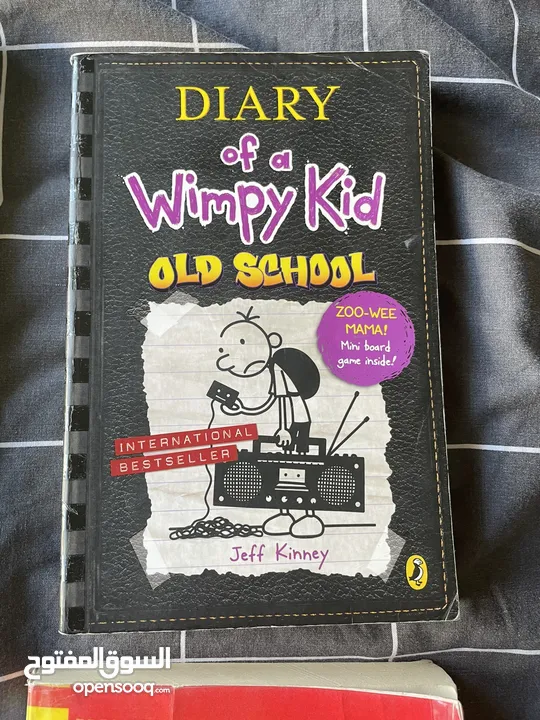 DIARY
of a
Wimpy Kid
OLD SCHOOL
ZOO-WEE
MAMA!
Mini board
game inside!
INTERNATIONAL
BESTSELLER
Jeff Kinney
السوق المفتوح
opensooq.com